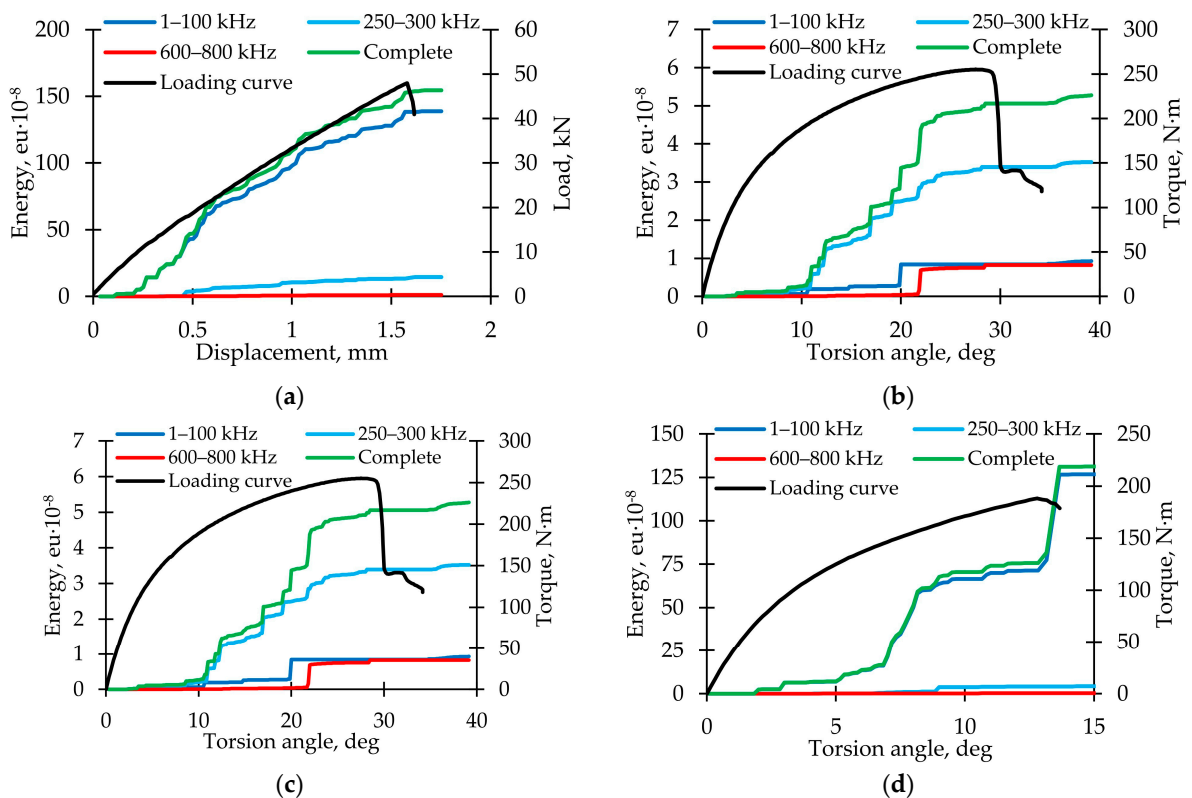 1–100 kHz 250–300 kHz
600–800 kHz Complete
Loading curve
Energy, eu·10-8
200
150
100
50
0
Load, kN
60
50
40
30
20
10
0
0 0.5 1 1.5 2
Displacement, mm
(a)
1–100 kHz 250–300 kHz
600–800 kHz Complete
Loading curve
Energy, eu·10-8
7
6
5
4
3
2
1
0
Torque, N·m
300
250
200
150
100
50
0
0 10 20 30 40
Torsion angle, deg
(b)
1–100 kHz 250–300 kHz
600–800 kHz Complete
Loading curve
Energy, eu·10-8
7
6
5
4
3
2
1
0
Torque, N·m
300
250
200
150
100
50
0
0 10 20 30 40
Torsion angle, deg
(c)
1–100 kHz 250–300 kHz
600–800 kHz Complete
Loading curve
Energy, eu·10-8
150
125
100
75
50
25
0
Torque, N·m
250
200
150
100
50
0
0 5 10 15
Torsion angle, deg
(d)